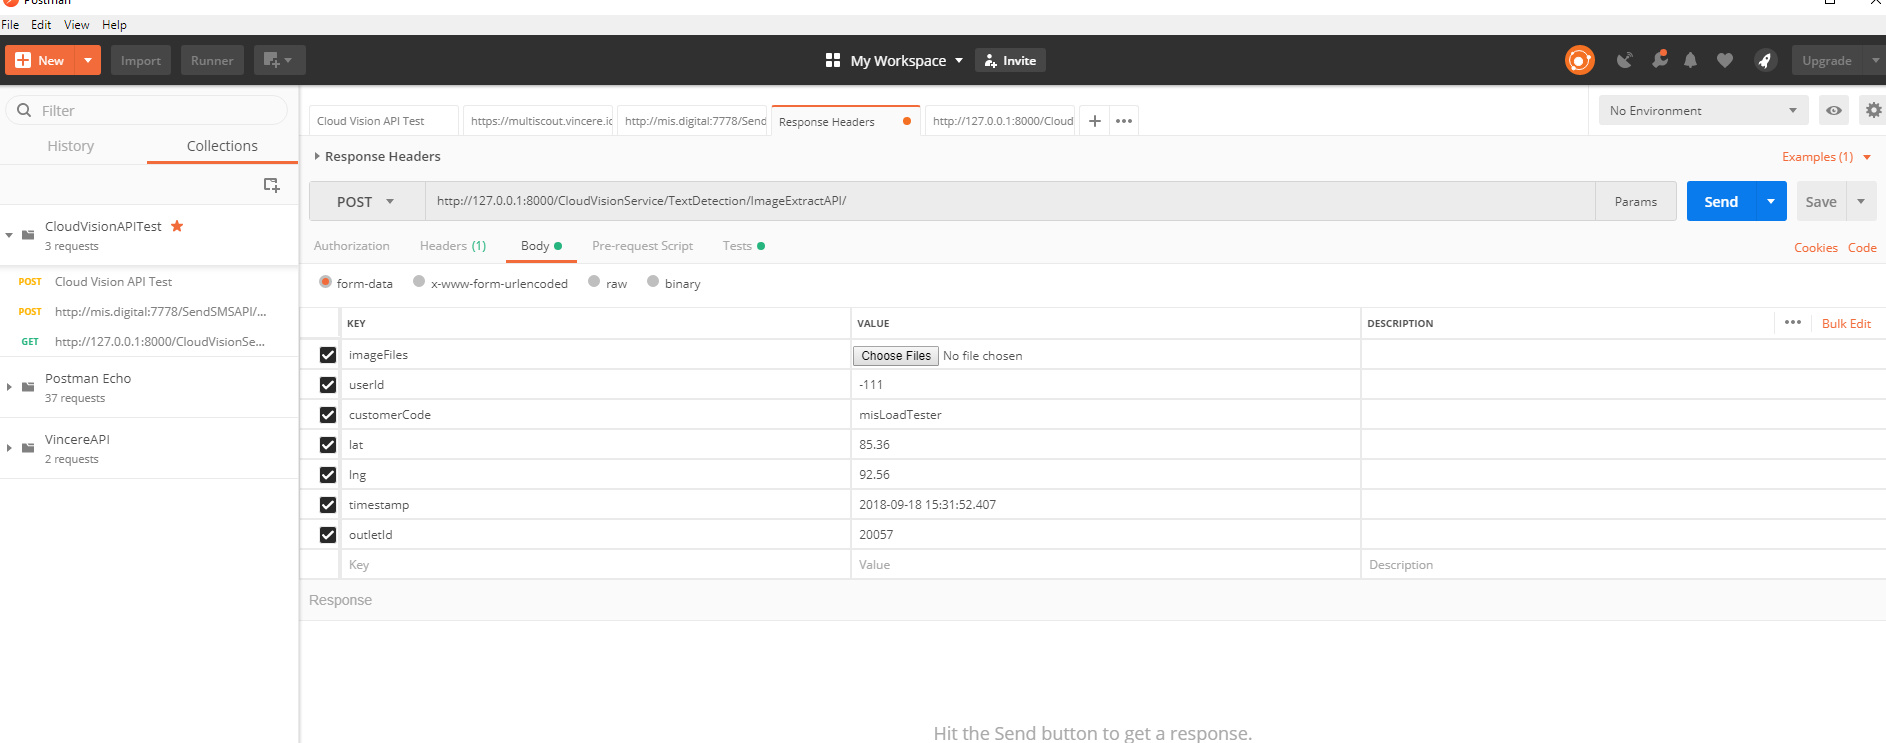 Postman
File Edit View Help
New Import Runner My Workspace Invite Upgrade
Filter
History Collections
CloudVisionAPITest
3 requests
POST Cloud Vision API Test
POST http://mis.digital:7778/SendSMSAPI/...
GET http://127.0.0.1:8000/CloudVisionSe...
Postman Echo
37 requests
VincereAPI
2 requests
Cloud Vision API Test https://multiscout.vincere.ic http://mis.digital:7778/Send Response Headers http://127.0.0.1:8000/Cloud + ••• No Environment
Response Headers Examples (1)
POST http://127.0.0.1:8000/CloudVisionService/TextDetection/ImageExtractAPI/ Params Send Save
Authorization Headers (1) Body Pre-request Script Tests Cookies Code
form-data x-www-form-urlencoded raw binary
KEY VALUE DESCRIPTION ••• Bulk Edit
imageFiles Choose Files No file chosen
userId -111
customerCode misLoadTester
lat 85.36
lng 92.56
timestamp 2018-09-18 15:31:52.407
outletId 20057
Key Value Description
Response
Hit the Send button to get a response.